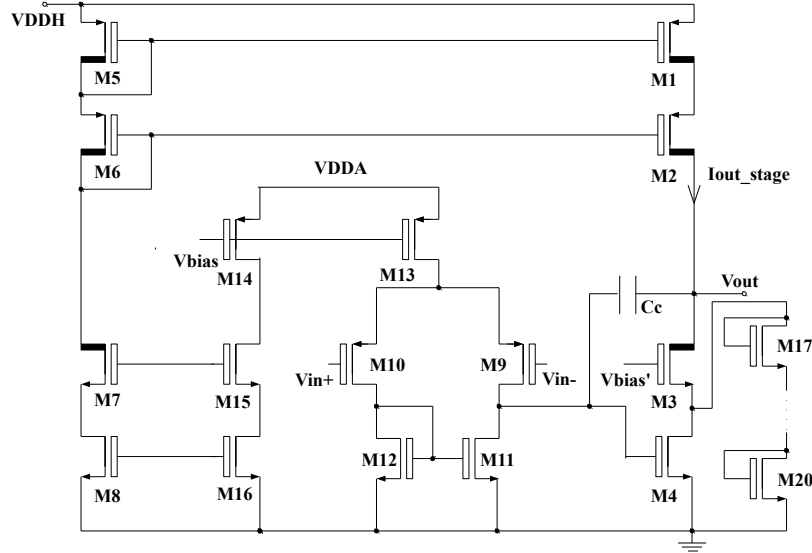 VDDH
M5
M1
M6
M2
VDDA
Iout_stage
Vbias
M14
M13
Vout
Cc
M10
M9
M17
Vin+
Vin-
Vbias'
M7
M15
M3
M12
M11
M8
M16
M4
M20